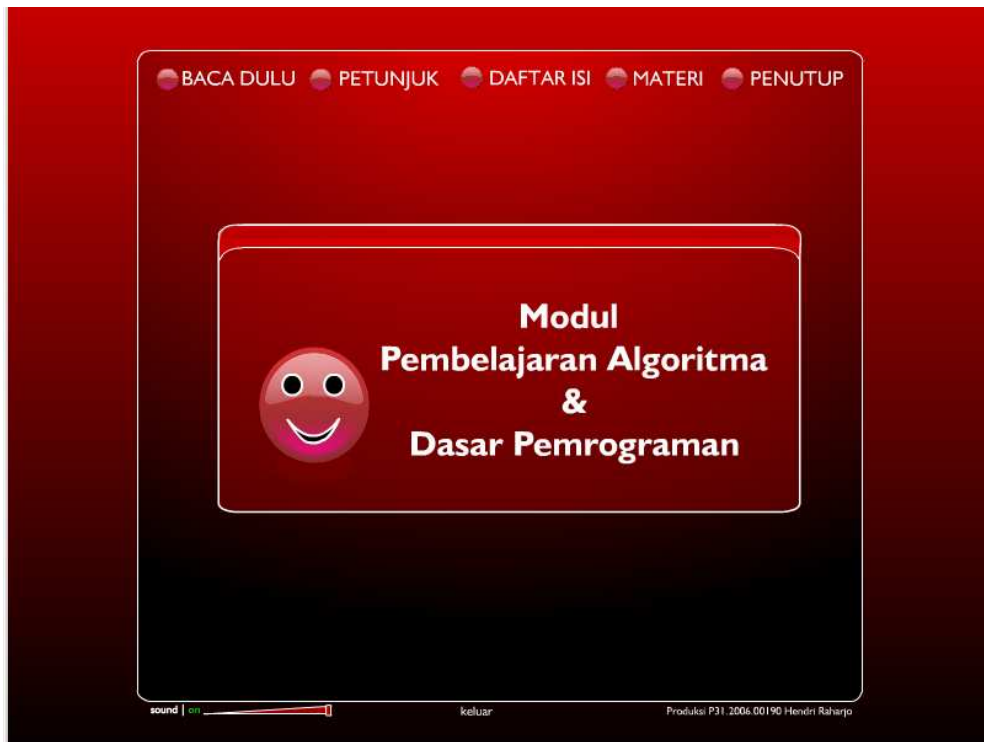 BACA DULU PETUNJUK DAFTAR ISI MATERI PENUTUP
Modul
Pembelajaran Algoritma
&
Dasar Pemrograman
sound | on keluar Produksi P31.2006.00190 Hendri Raharjo